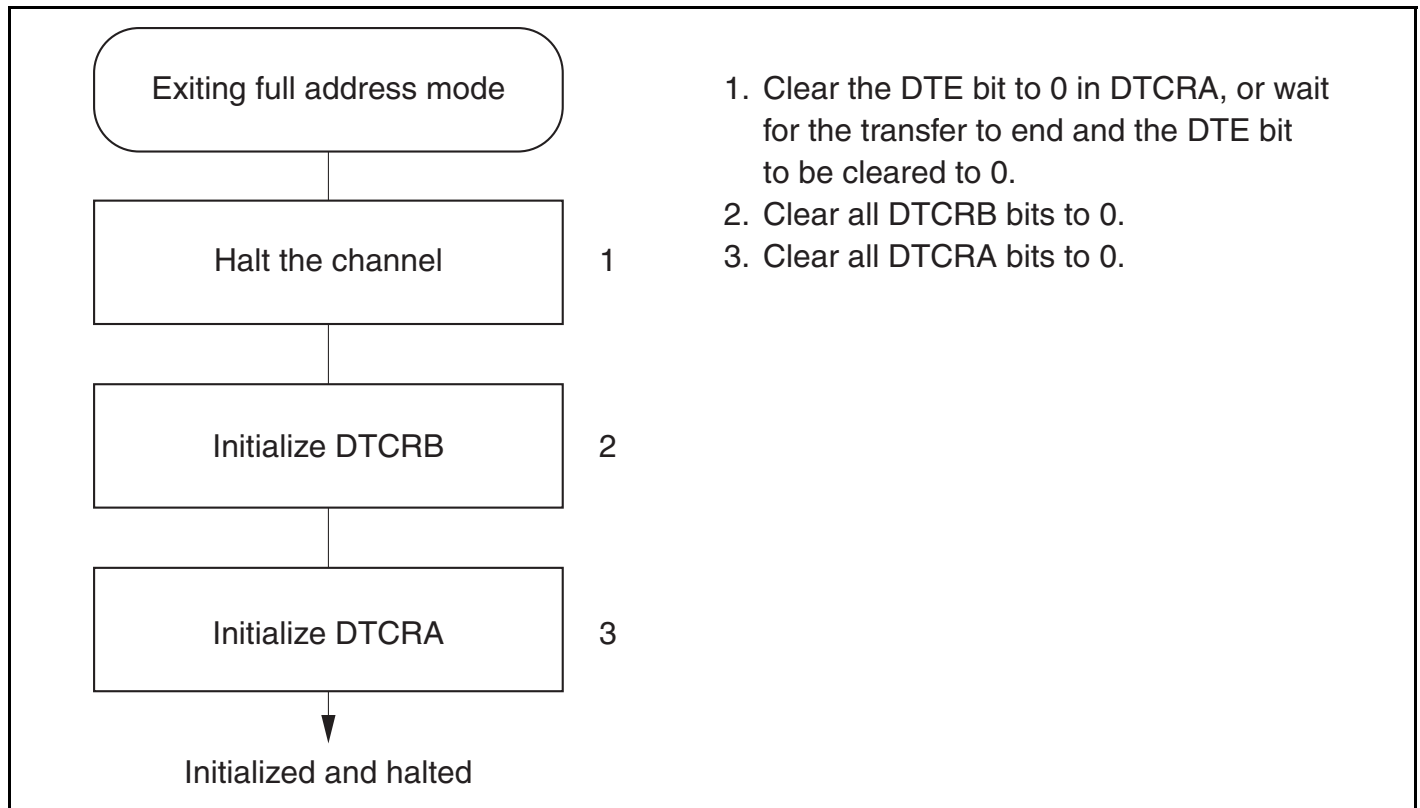 Exiting full address mode
Halt the channel
1
Initialize DTCRB
2
Initialize DTCRA
3
Initialized and halted
1. Clear the DTE bit to 0 in DTCRA, or wait
for the transfer to end and the DTE bit
to be cleared to 0.
2. Clear all DTCRB bits to 0.
3. Clear all DTCRA bits to 0.